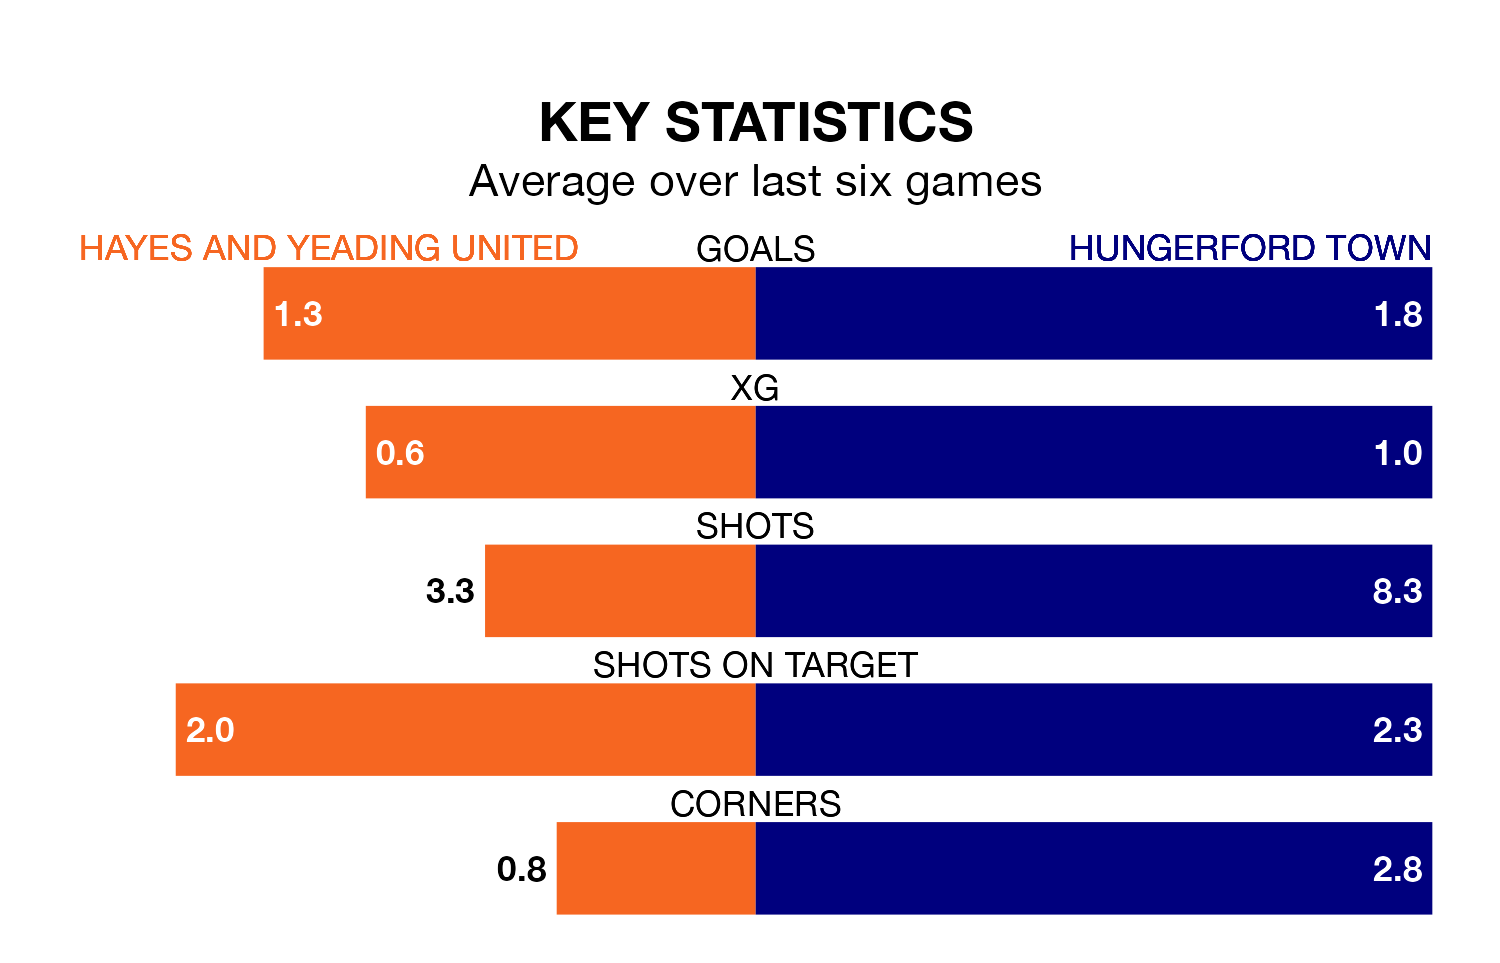 KEY STATISTICS
Average over last six games
HAYES AND YEADING UNITED GOALS HUNGERFORD TOWN
1.3 1.8
XG
0.6 1.0
SHOTS
3.3 8.3
SHOTS ON TARGET
2.0 2.3
CORNERS
0.8 2.8